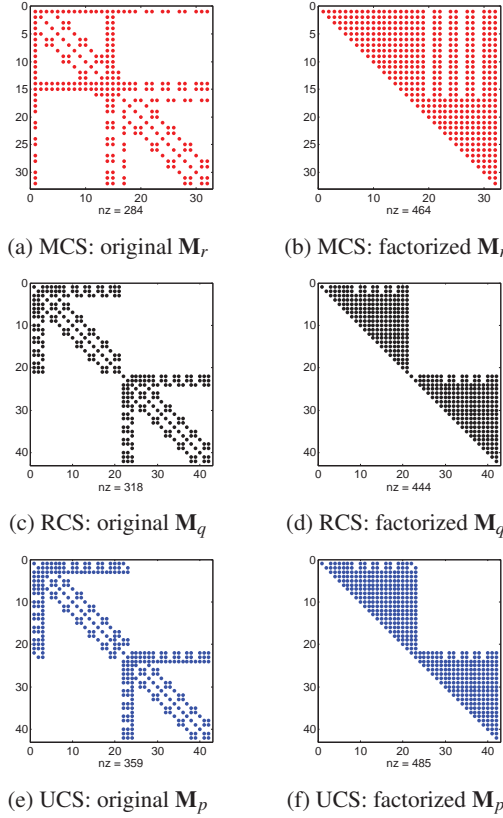 0
5
10
15
20
25
30
0 10 20 30
nz = 284
0
5
10
15
20
25
30
0 10 20 30
nz = 464
(a) MCS: original M_r
(b) MCS: factorized M_r
0
10
20
30
40
0 10 20 30 40
nz = 318
0
10
20
30
40
0 10 20 30 40
nz = 444
(c) RCS: original M_q
(d) RCS: factorized M_q
0
10
20
30
40
0 10 20 30 40
nz = 359
0
10
20
30
40
0 10 20 30 40
nz = 485
(e) UCS: original M_p
(f) UCS: factorized M_p